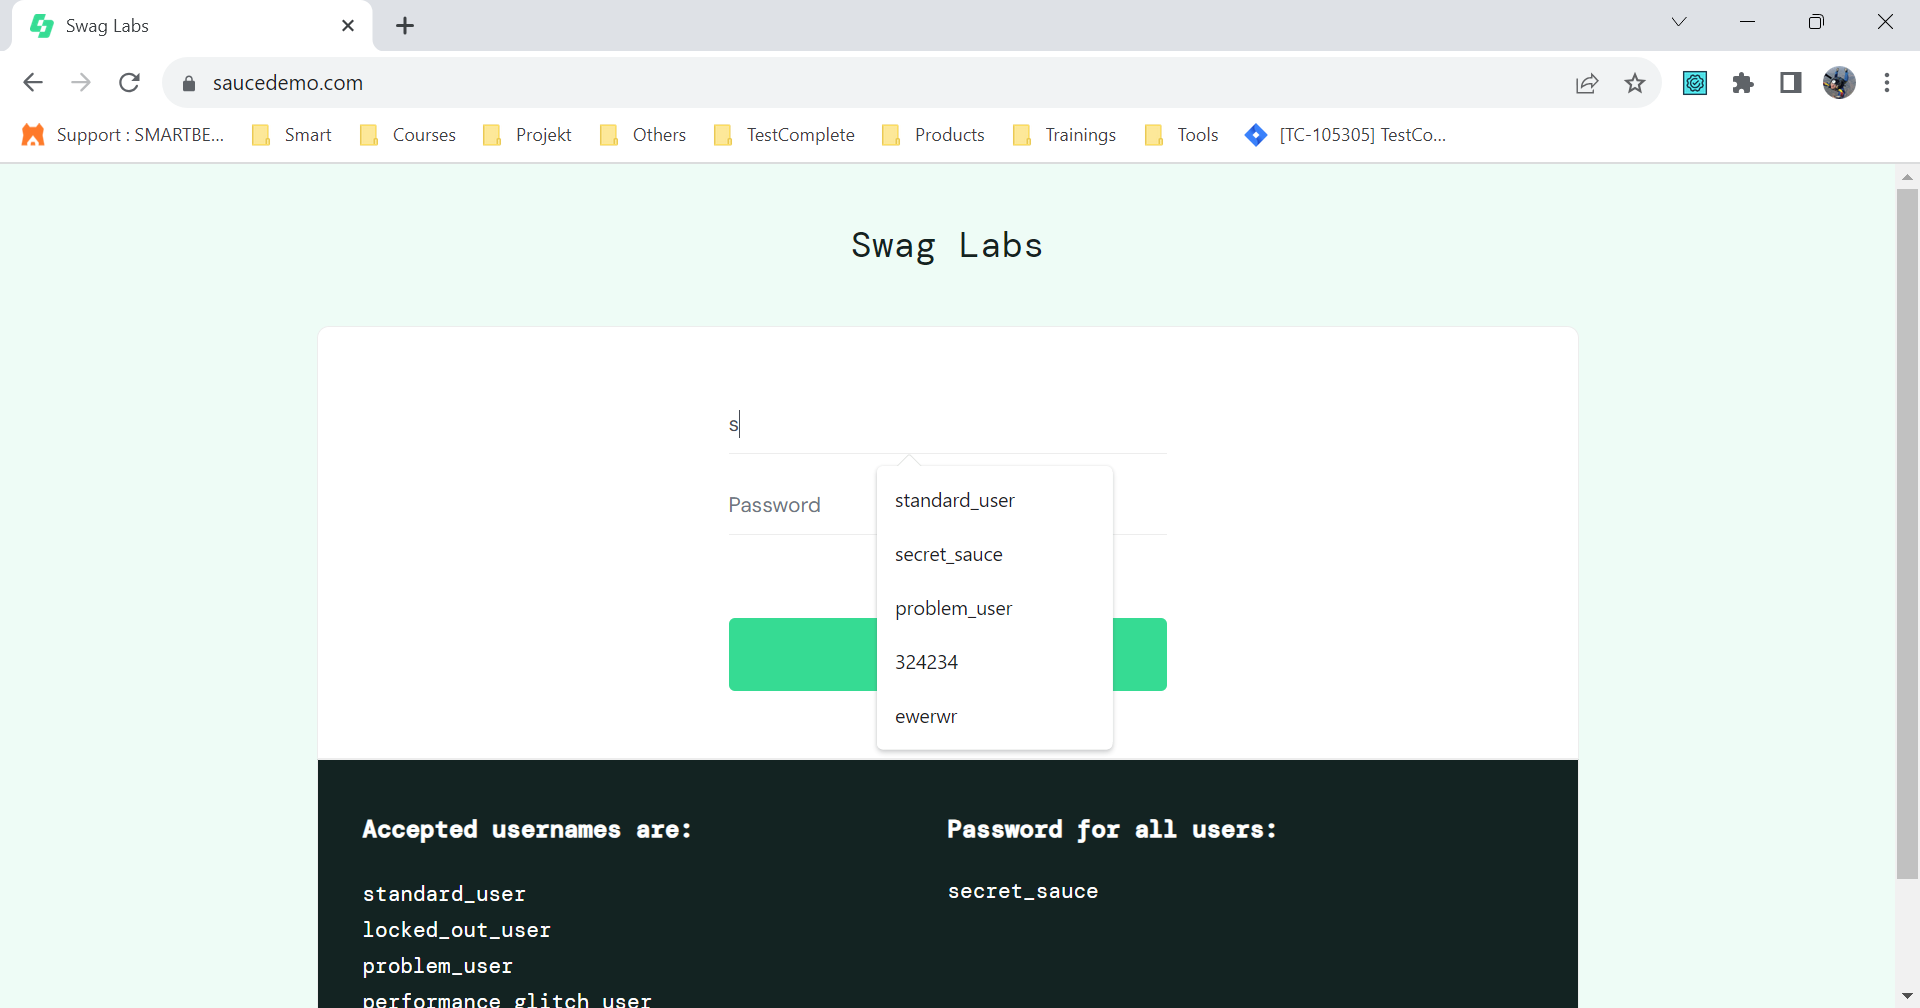 Swag Labs
saucedemo.com
Support : SMARTBE... Smart Courses Projekt Others TestComplete Products Trainings Tools [TC-105305] TestCo...
Swag Labs
s
Password
standard_user
secret_sauce
problem_user
324234
ewerwr
Accepted usernames are:
standard_user
locked_out_user
problem_user
performance_glitch_user
Password for all users:
secret_sauce